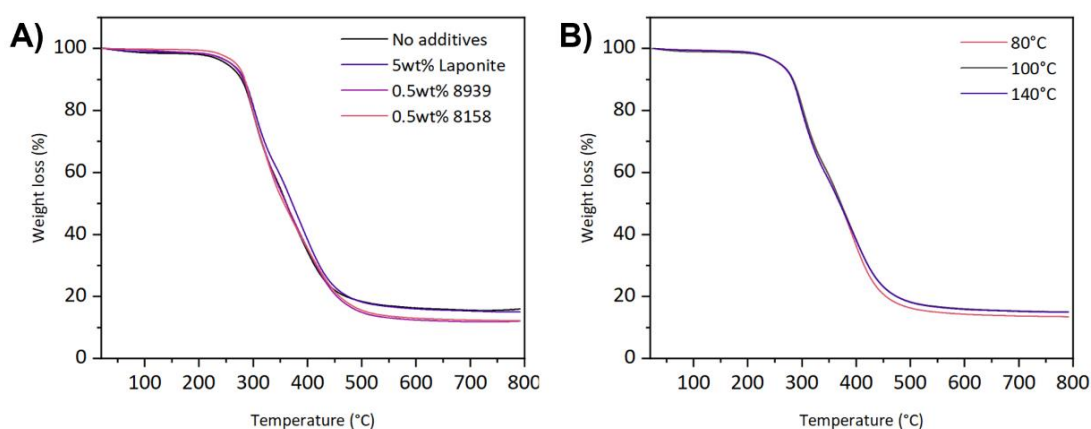 A)
Weight loss (%)
100
80
60
40
20
0
100 200 300 400 500 600 700 800
Temperature (°C)
No additives
5wt% Laponite
0.5wt% 8939
0.5wt% 8158
B)
Weight loss (%)
100
80
60
40
20
0
100 200 300 400 500 600 700 800
Temperature (°C)
80°C
100°C
140°C